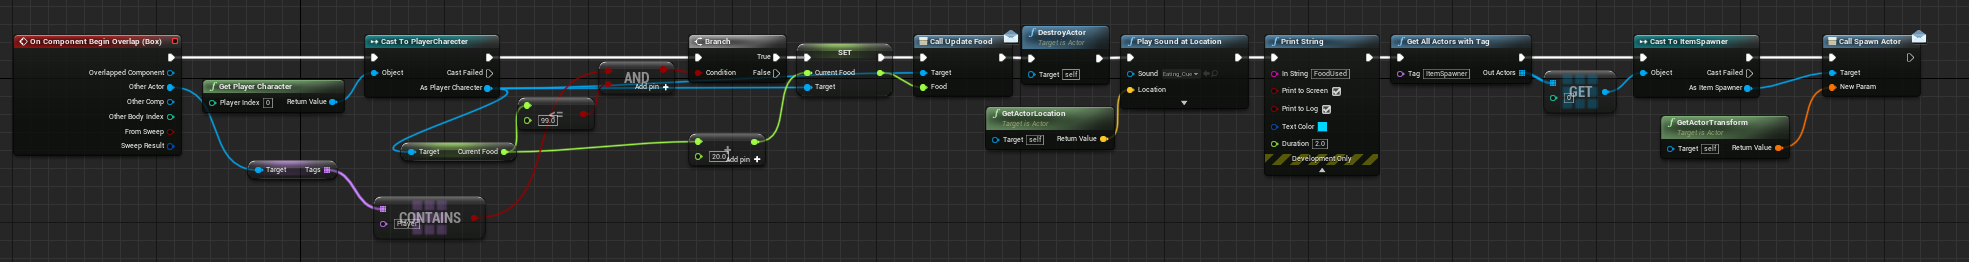 On Component Begin Overlap (Box)
Overlapped Component
Other Actor
Other Comp
Other Body Index
From Sweep
Sweep Result
Get Player Character
Player Index 0
Return Value
Target Tags
CONTAINS
Player
Cast To PlayerCharecter
Object
Cast Failed
As Player Charecter
Target Current Food
<=
99.0
AND
Add pin +
Branch
True
Condition False
+
20.0
Add pin +
SET
Current Food
Target
Call Update Food
Target
Food
DestroyActor
Target is Actor
Target self
GetActorLocation
Target is Actor
Target self Return Value
Play Sound at Location
Sound Eating_Cue
Location
Print String
In String FoodUsed
Print to Screen
Print to Log
Text Color
Duration 2.0
Development Only
Get All Actors with Tag
Tag ItemSpawner Out Actors
GET
0
Cast To ItemSpawner
Object Cast Failed
As Item Spawner
GetActorTransform
Target is Actor
Target self Return Value
Call Spawn Actor
Target
New Param